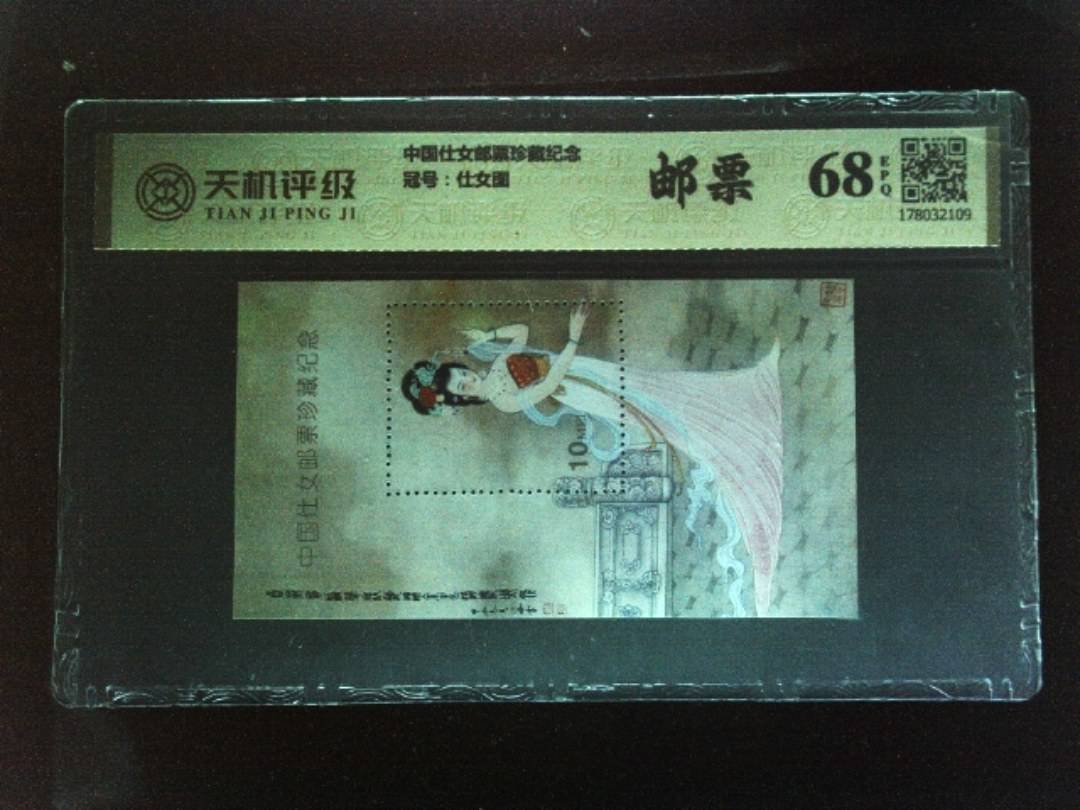 天机评级
TIAN JI PING JI
中国仕女邮票珍藏纪念
冠号：仕女图
邮票
68
EPQ
178032109
中国仕女邮票珍藏纪念
10